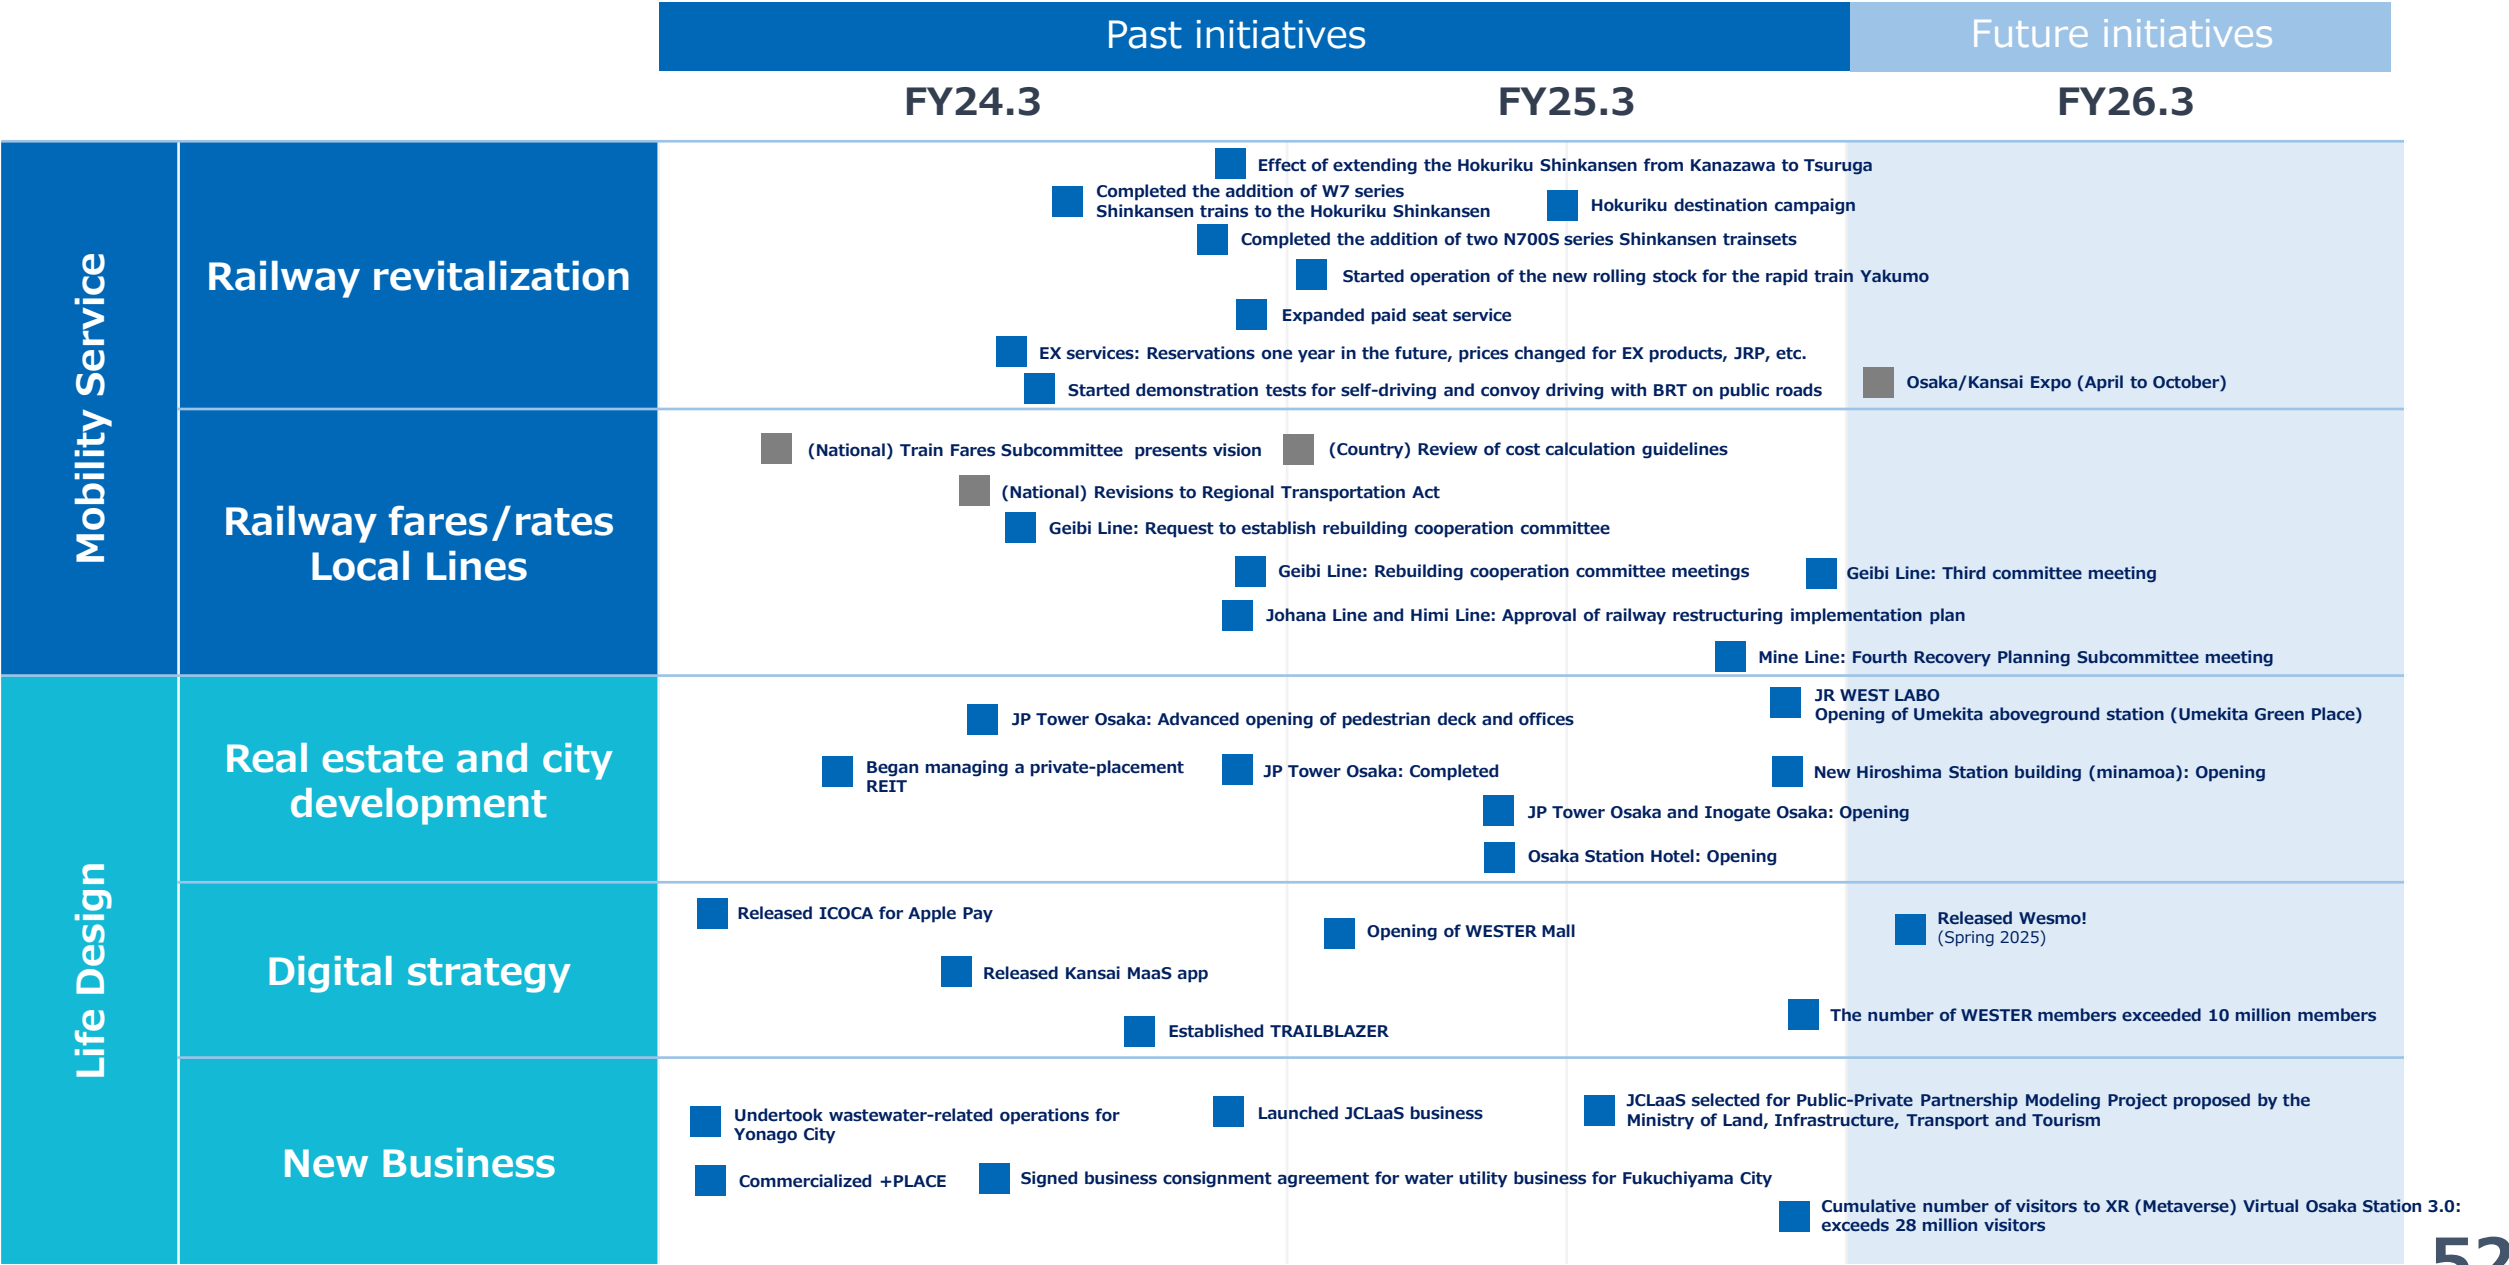 Past initiatives
Future initiatives
FY24.3
FY25.3
FY26.3
Mobility Service
Railway revitalization
Effect of extending the Hokuriku Shinkansen from Kanazawa to Tsuruga
Completed the addition of W7 series
Shinkansen trains to the Hokuriku Shinkansen
Hokuriku destination campaign
Completed the addition of two N700S series Shinkansen trainsets
Started operation of the new rolling stock for the rapid train Yakumo
Expanded paid seat service
EX services: Reservations one year in the future, prices changed for EX products, JRP, etc.
Started demonstration tests for self-driving and convoy driving with BRT on public roads
Osaka/Kansai Expo (April to October)
Railway fares/rates
Local Lines
(National) Train Fares Subcommittee presents vision
(Country) Review of cost calculation guidelines
(National) Revisions to Regional Transportation Act
Geibi Line: Request to establish rebuilding cooperation committee
Geibi Line: Rebuilding cooperation committee meetings
Geibi Line: Third committee meeting
Johana Line and Himi Line: Approval of railway restructuring implementation plan
Mine Line: Fourth Recovery Planning Subcommittee meeting
Life Design
Real estate and city
development
JP Tower Osaka: Advanced opening of pedestrian deck and offices
JR WEST LABO
Opening of Umekita aboveground station (Umekita Green Place)
Began managing a private-placement
REIT
JP Tower Osaka: Completed
New Hiroshima Station building (minamoa): Opening
JP Tower Osaka and Inogate Osaka: Opening
Osaka Station Hotel: Opening
Digital strategy
Released ICOCA for Apple Pay
Opening of WESTER Mall
Released Wesmo!
(Spring 2025)
Released Kansai MaaS app
Established TRAILBLAZER
The number of WESTER members exceeded 10 million members
New Business
Undertook wastewater-related operations for
Yonago City
Launched JCLaaS business
JCLaaS selected for Public-Private Partnership Modeling Project proposed by the
Ministry of Land, Infrastructure, Transport and Tourism
Commercialized +PLACE
Signed business consignment agreement for water utility business for Fukuchiyama City
Cumulative number of visitors to XR (Metaverse) Virtual Osaka Station 3.0:
exceeds 28 million visitors
52